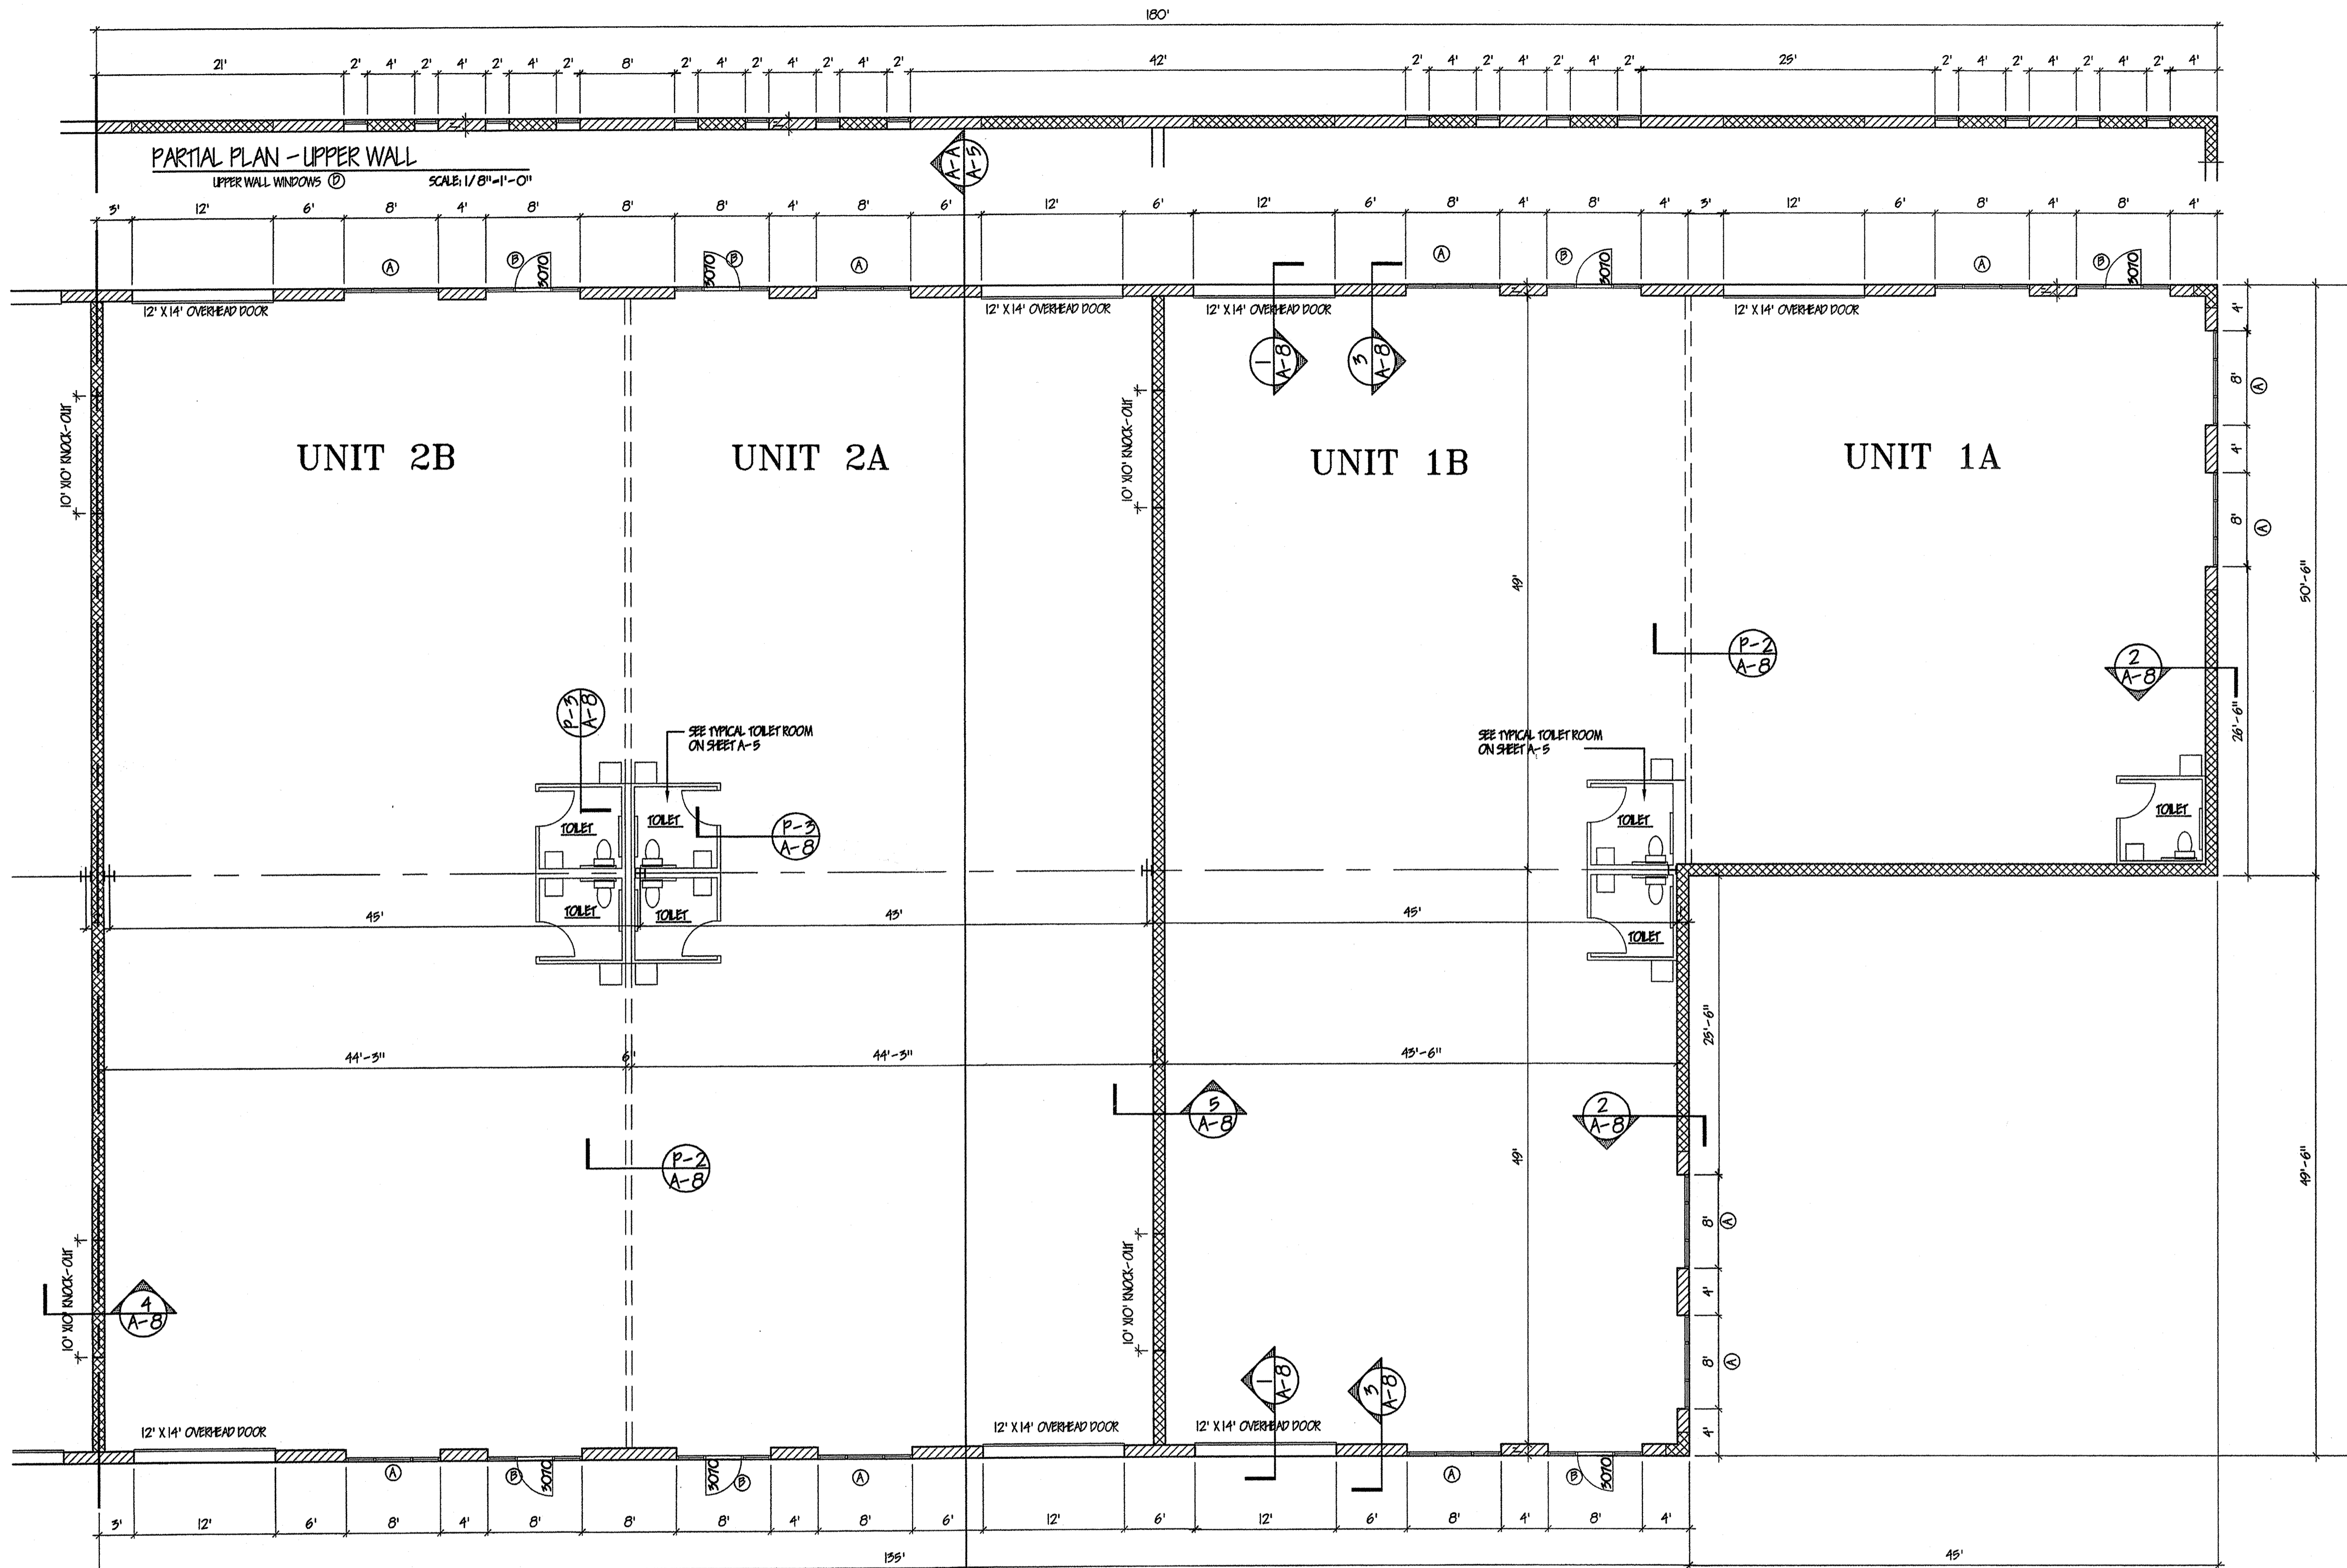 180'
21' 2' 4' 2' 4' 2' 4' 2' 8' 2' 4' 2' 4' 2' 4' 2' 42' 2' 4' 2' 4' 2' 4' 2' 25' 2' 4' 2' 4' 2' 4' 2' 4'
PARTIAL PLAN - UPPER WALL
UPPER WALL WINDOWS D SCALE: 1/8"=1'-0"
A-A
A-5
3' 12' 6' 8' 4' 8' 8' 8' 4' 8' 6' 12' 6' 12' 6' 8' 4' 8' 4' 3' 12' 6' 8' 4' 8' 4'
A B 3070 3070 B A A B 3070 A B 3070
12' X 14' OVERHEAD DOOR
12' X 14' OVERHEAD DOOR
12' X 14' OVERHEAD DOOR
12' X 14' OVERHEAD DOOR
1
A-8
3
A-8
4'
8' A
4'
8' A
10' X10' KNOCK-OUT
10' X10' KNOCK-OUT
UNIT 2B
UNIT 2A
UNIT 1B
UNIT 1A
49'
50'-6"
26'-6"
P-2
A-8
2
A-8
P-3
A-8
SEE TYPICAL TOILET ROOM
ON SHEET A-5
SEE TYPICAL TOILET ROOM
ON SHEET A-5
TOILET
TOILET
TOILET
TOILET
P-3
A-8
TOILET
TOILET
TOILET
45' 43' 45'
44'-3" 6' 44'-3" 43'-6"
25'-6"
5
A-8
2
A-8
P-2
A-8
49'
49'-6"
8' A
4'
8' A
4'
10' X10' KNOCK-OUT
10' X10' KNOCK-OUT
4
A-8
1
A-8
3
A-8
12' X 14' OVERHEAD DOOR
12' X 14' OVERHEAD DOOR
12' X 14' OVERHEAD DOOR
A B 3070 3070 B A A B 3070
3' 12' 6' 8' 4' 8' 8' 8' 4' 8' 6' 12' 6' 12' 6' 8' 4' 8' 4'
135' 45'